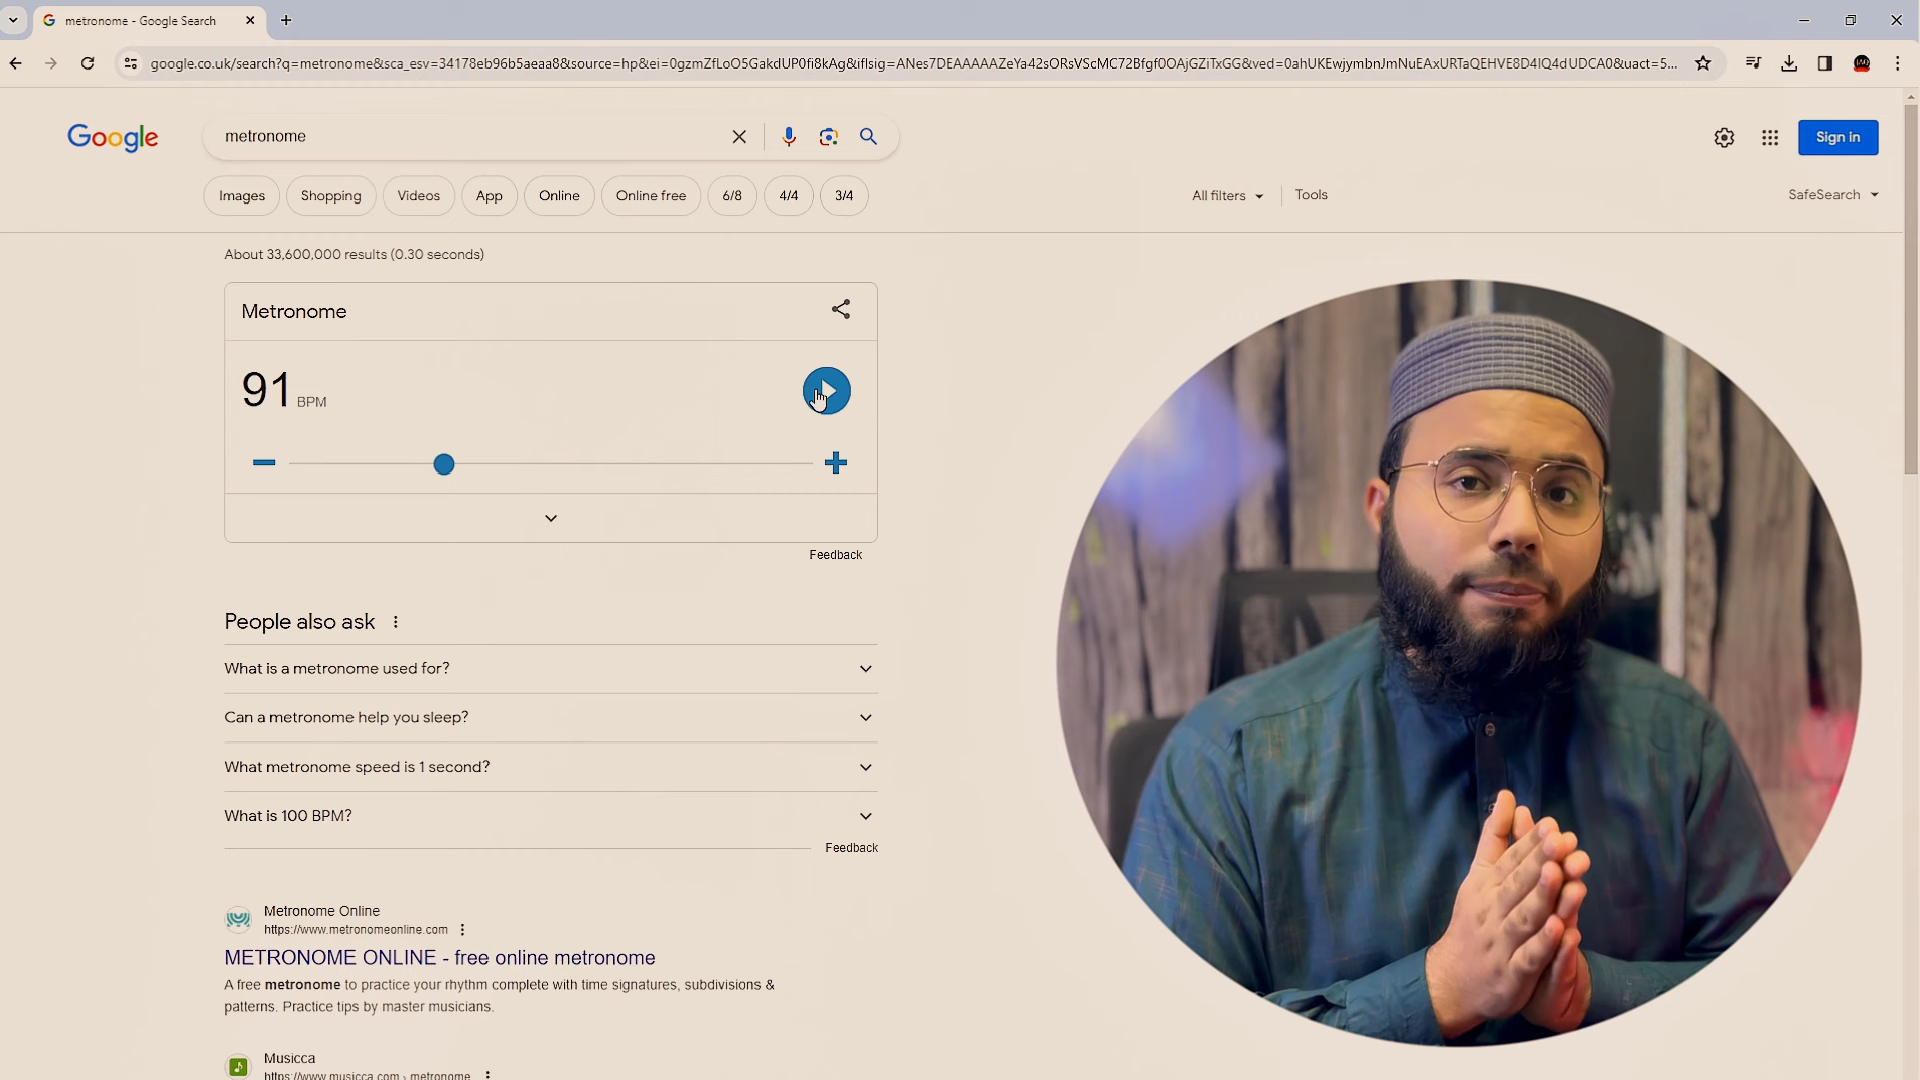 metronome - Google Search
google.co.uk/search?q=metronome&sca_esv=34178eb96b5aeaa8&source=hp&ei=0gzmZfLoO5GakdUP0fi8kAg&iflsig=ANes7DEAAAAAZeYa42sORsVScMC72Bfgf0OAjGZiTxGG&ved=0ahUKEwjymbnJmNuEAxURTaQEHVE8D4IQ4dUDCA0&uact=5...
Google
metronome
Sign in
Images
Shopping
Videos
App
Online
Online free
6/8
4/4
3/4
All filters
Tools
SafeSearch
About 33,600,000 results (0.30 seconds)
Metronome
91 BPM
Feedback
People also ask
What is a metronome used for?
Can a metronome help you sleep?
What metronome speed is 1 second?
What is 100 BPM?
Feedback
Metronome Online
https://www.metronomeonline.com
METRONOME ONLINE - free online metronome
A free metronome to practice your rhythm complete with time signatures, subdivisions &
patterns. Practice tips by master musicians.
Musicca
https://www.musicca.com › metronome